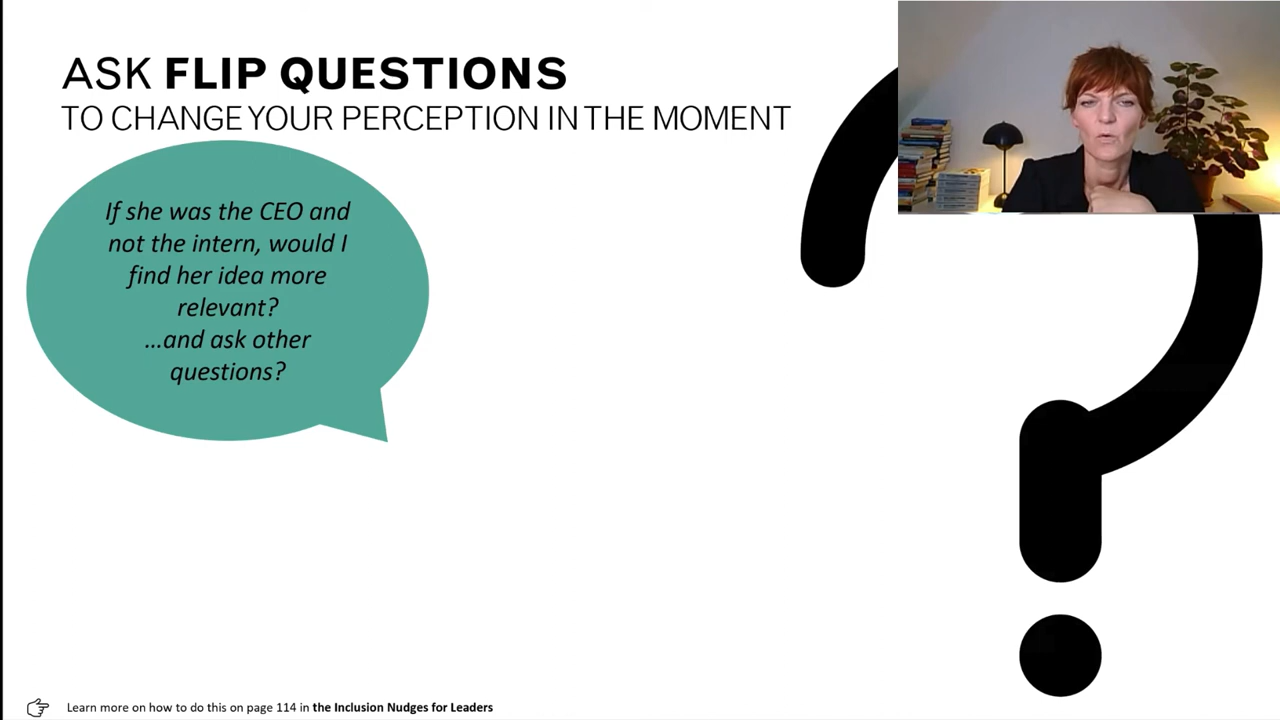 ASK FLIP QUESTIONS
TO CHANGE YOUR PERCEPTION IN THE MOMENT
If she was the CEO and
not the intern, would I
find her idea more
relevant?
...and ask other
questions?
Learn more on how to do this on page 114 in the Inclusion Nudges for Leaders